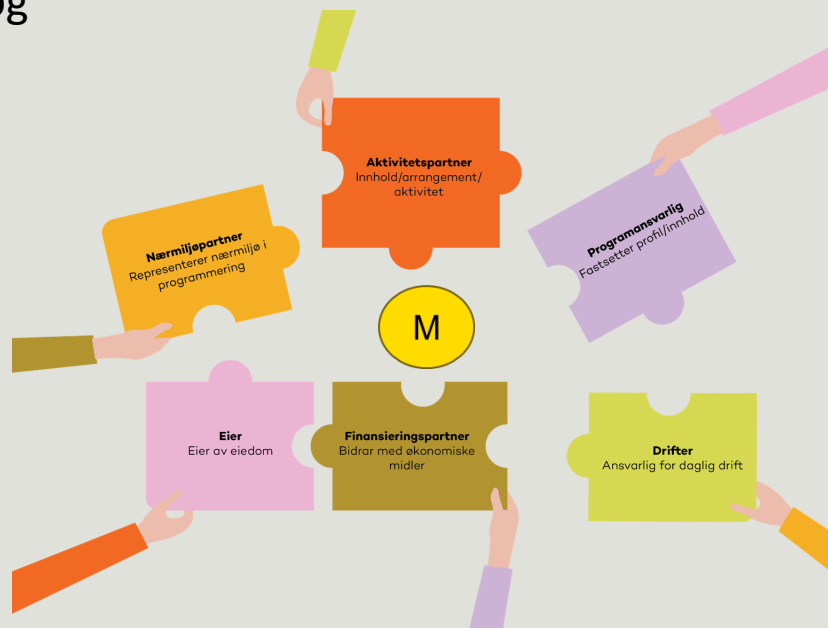 og
Aktivitetspartner
Innhold/arrangement/
aktivitet
Nærmiljøpartner
Representerer nærmiljø i
programmering
Programansvarlig
Fastsetter profil/innhold
M
Eier
Eier av eiedom
Finansieringspartner
Bidrar med økonomiske
midler
Drifter
Ansvarlig for daglig drift